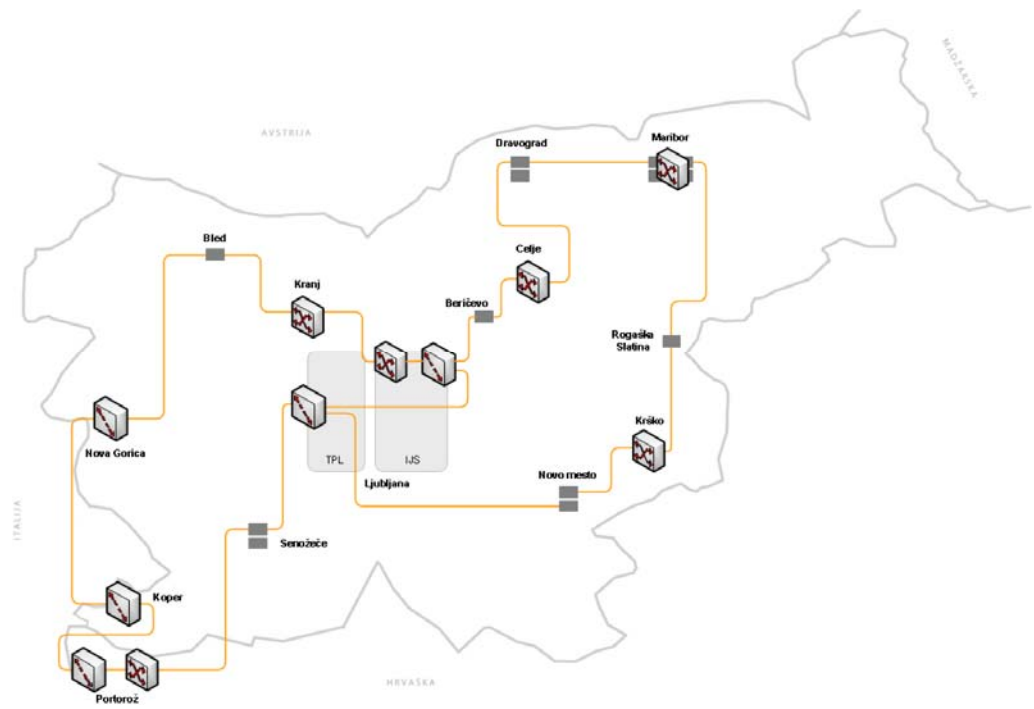 MADŽARSKA
AVSTRIJA
Dravograd
Maribor
Bled
Celje
Kranj
Beričevo
Rogaška
Slatina
Krško
Nova Gorica
TPL
IJS
Ljubljana
Novo mesto
ITALIJA
Senožeče
Koper
HRVAŠKA
Portorož